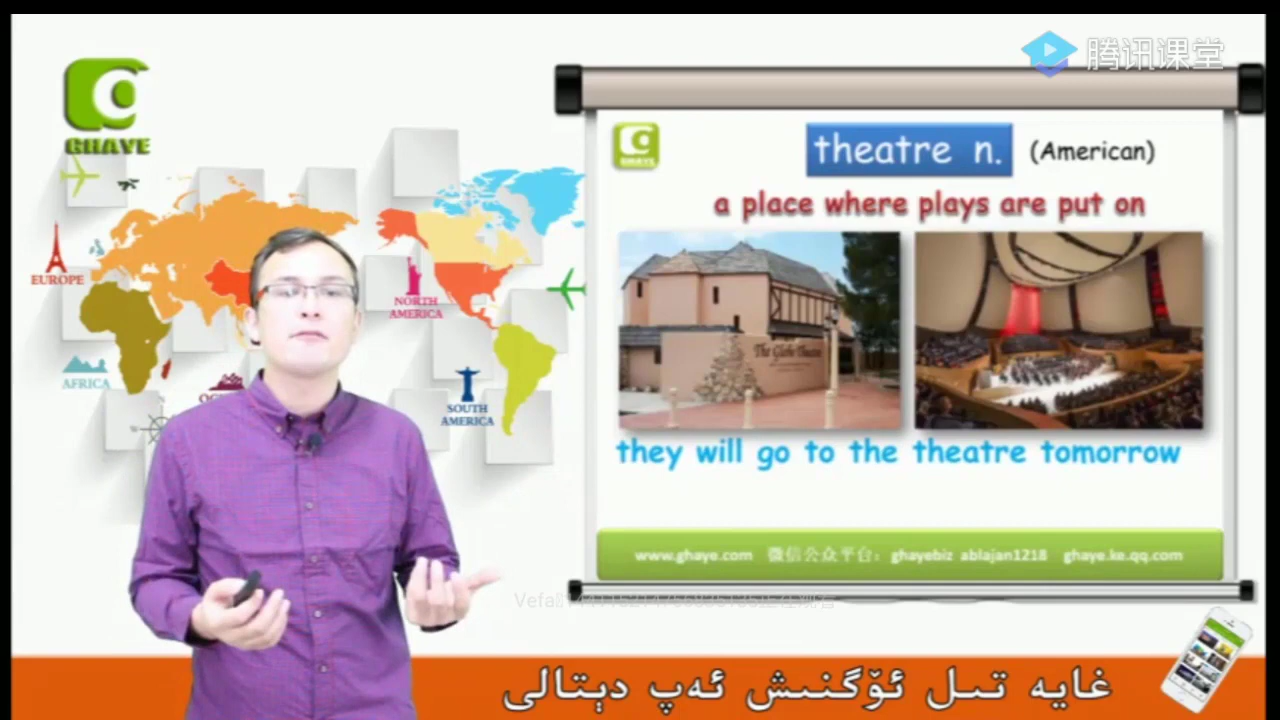 腾讯课堂
GHAYE
GHAYE
theatre n. (American)
a place where plays are put on
EUROPE
NORTH AMERICA
AFRICA
SOUTH AMERICA
The Globe Theatre
they will go to the theatre tomorrow
www.ghaye.com 微信公众平台: ghayebiz ablajan1218 ghaye.ke.qq.com
غايە تىل ئۆگىنىش ئەپ دېتالى